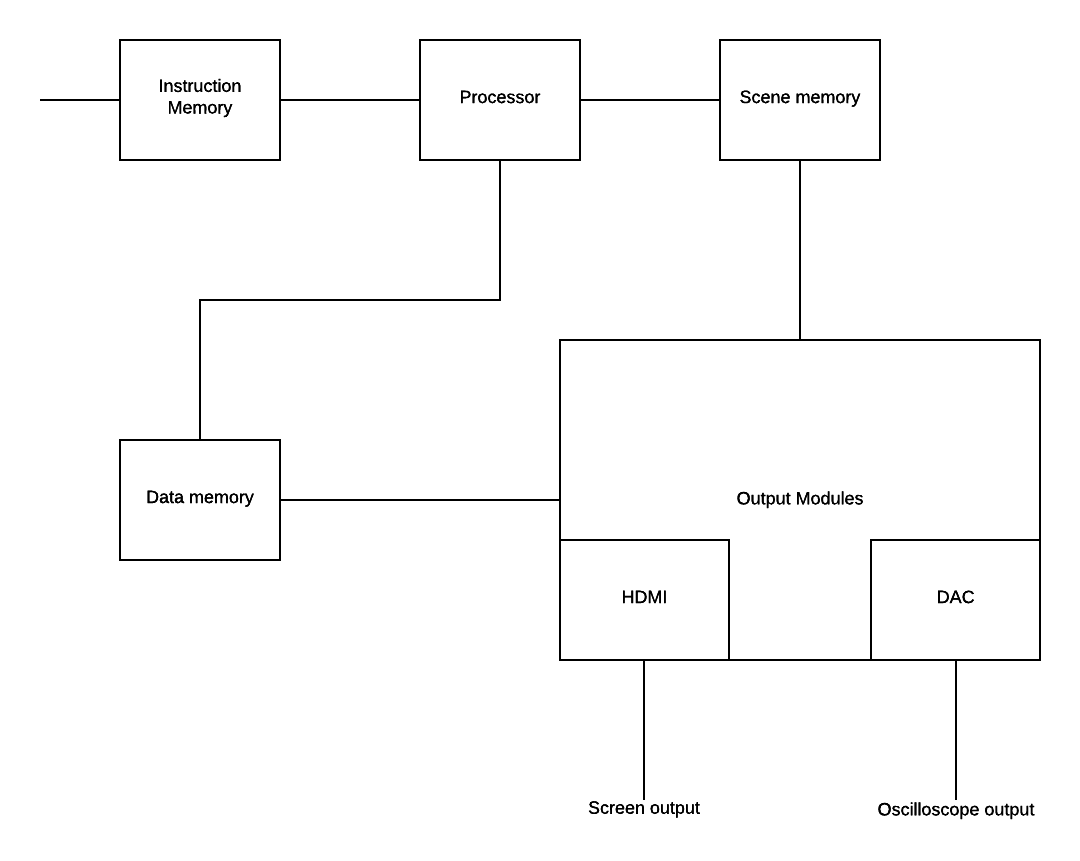 Instruction
Memory
Processor
Scene memory
Data memory
Output Modules
HDMI
DAC
Screen output
Oscilloscope output